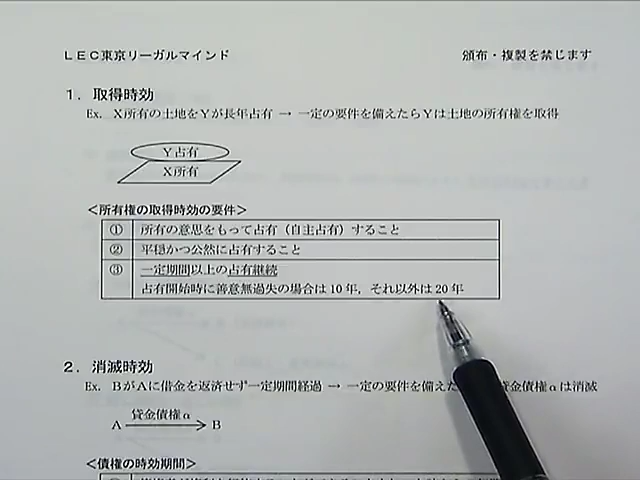 LEC東京リーガルマインド
頒布・複製を禁じます
1．取得時効
Ex. X所有の土地をYが長年占有 → 一定の要件を備えたらYは土地の所有権を取得
Y占有
X所有
＜所有権の取得時効の要件＞
① 所有の意思をもって占有（自主占有）すること
② 平穏かつ公然に占有すること
③ 一定期間以上の占有継続
占有開始時に善意無過失の場合は10年，それ以外は20年
2．消滅時効
Ex. BがAに借金を返済せず一定期間経過 → 一定の要件を備えた 金債権αは消滅
貸金債権α
A B
＜債権の時効期間＞